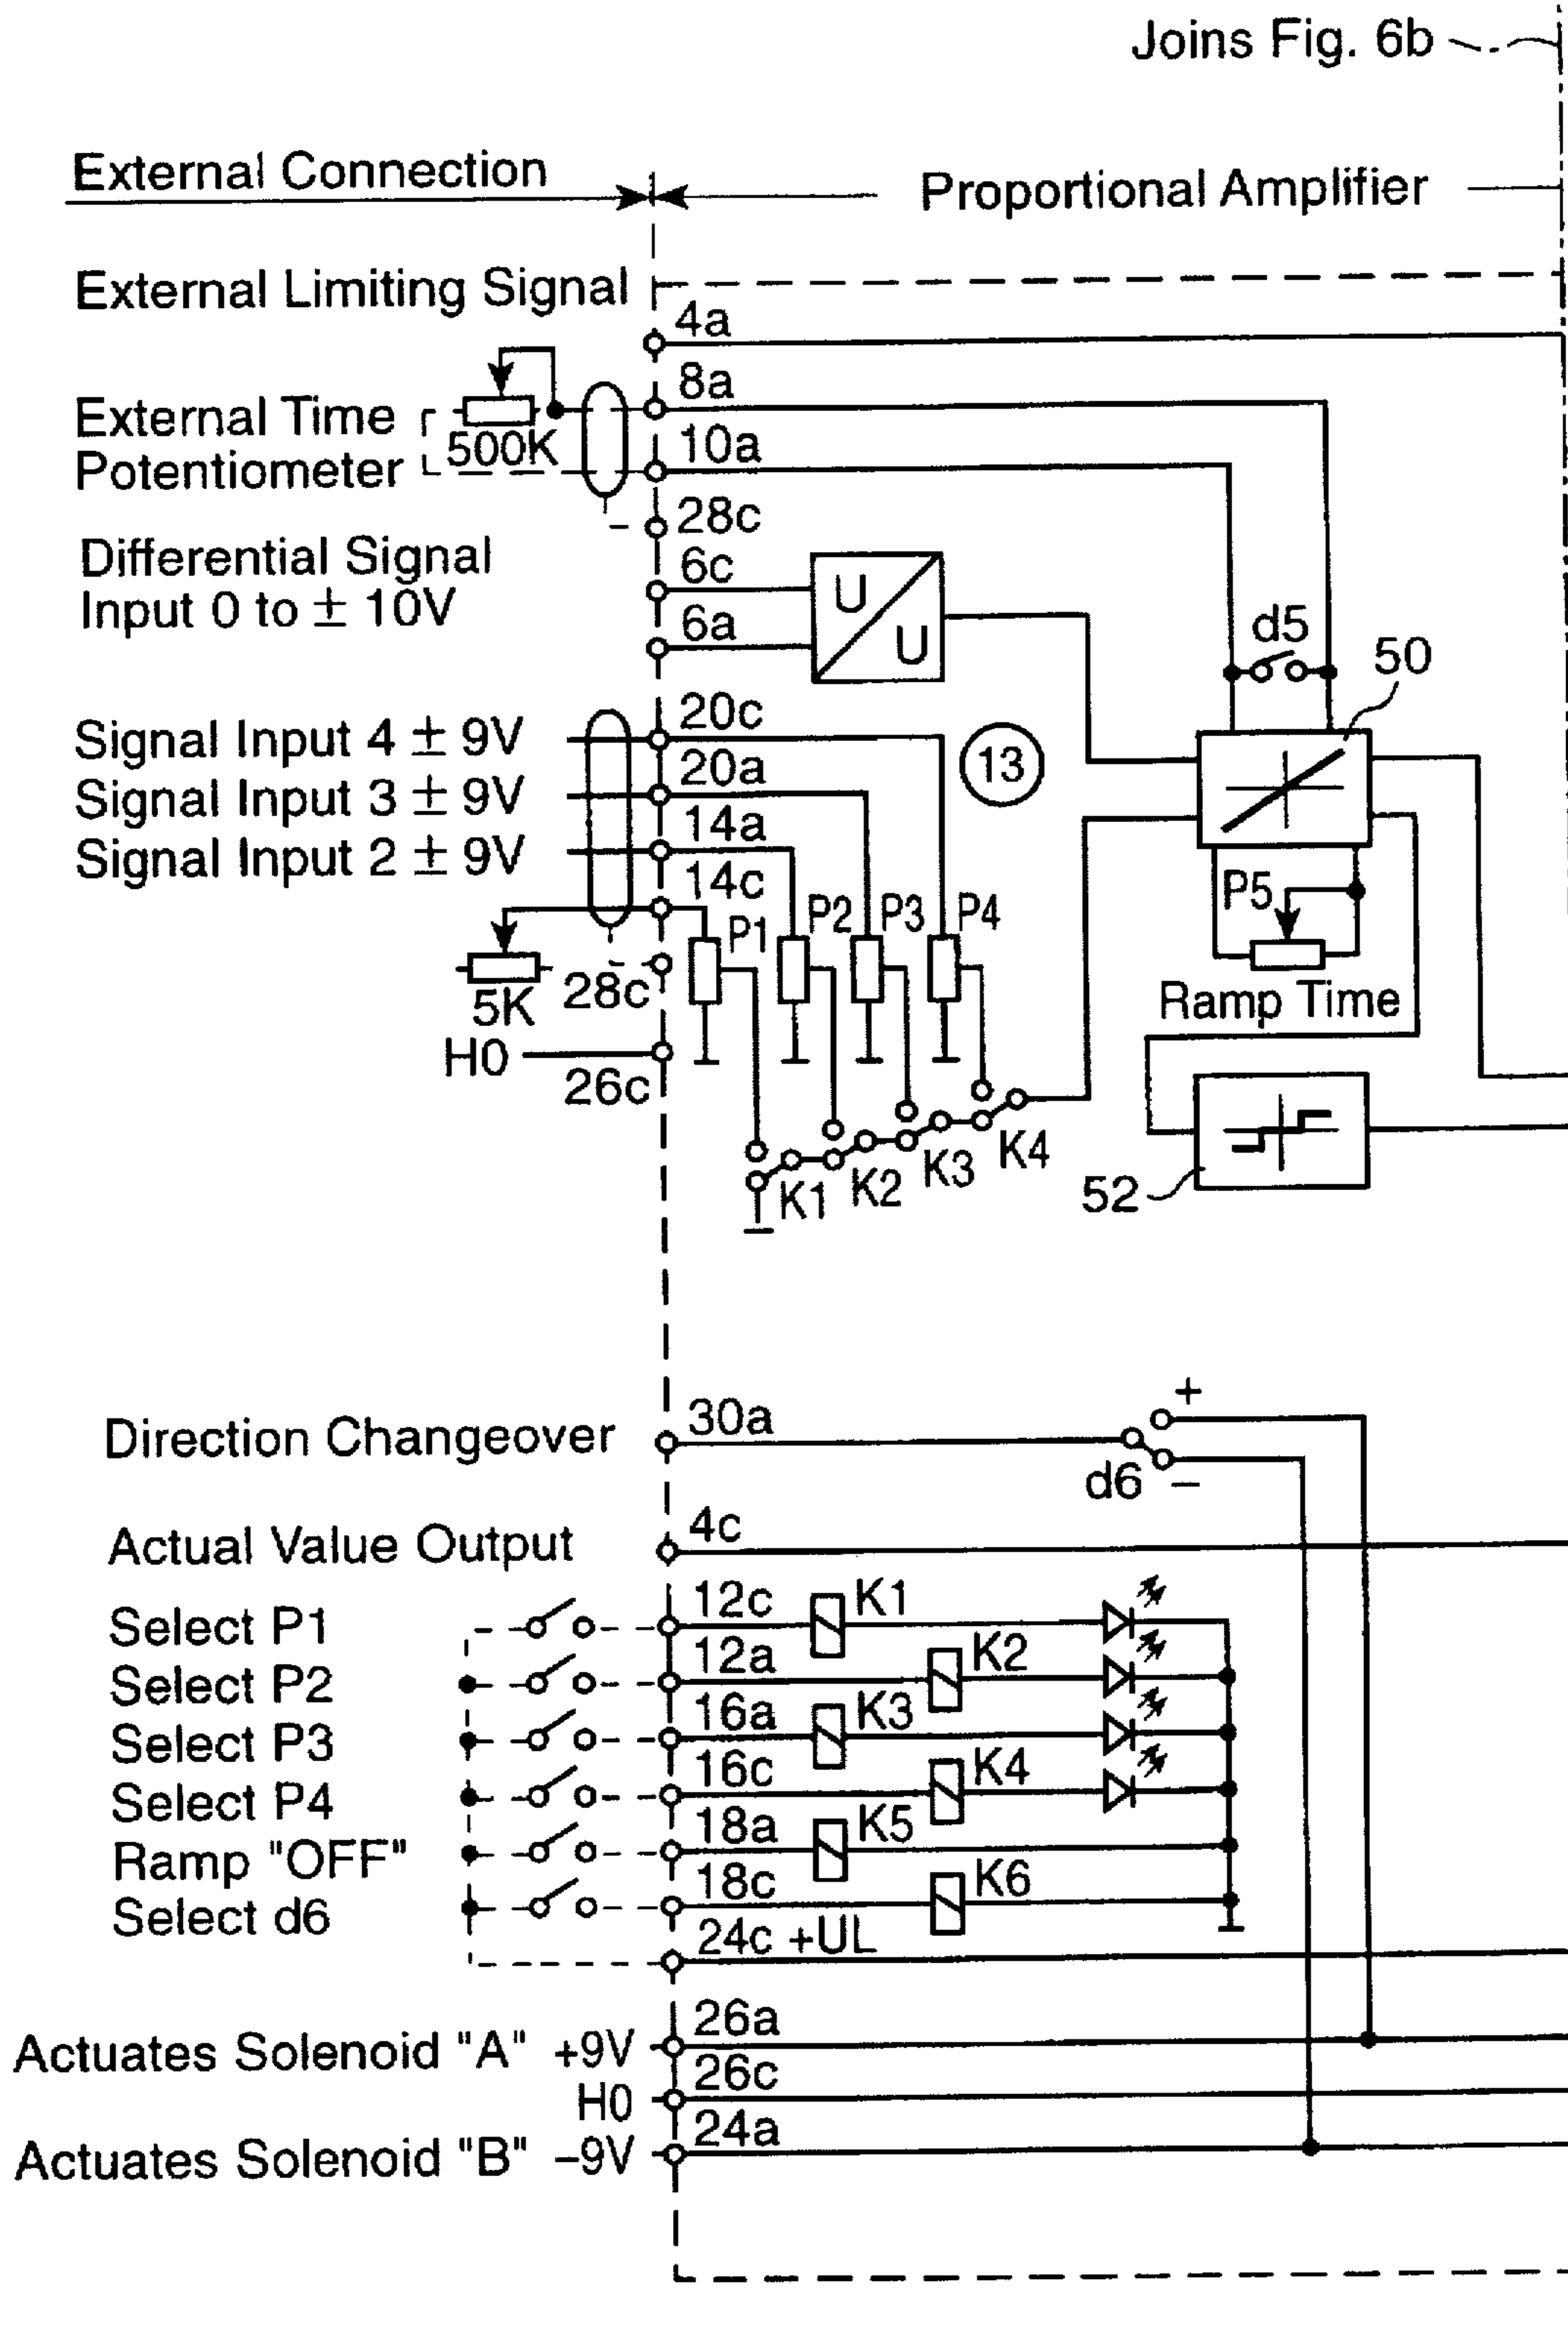 Joins Fig. 6b
External Connection
Proportional Amplifier
External Limiting Signal
4a
8a
External Time
Potentiometer
500K
10a
28c
Differential Signal
Input 0 to ± 10V
6c
6a
U
U
d5
50
Signal Input 4 ± 9V
20c
13
Signal Input 3 ± 9V
20a
Signal Input 2 ± 9V
14a
14c
P1
P2
P3
P4
P5
Ramp Time
5K
28c
H0
26c
K1
K2
K3
K4
52
Direction Changeover
30a
+
d6
−
Actual Value Output
4c
Select P1
12c
K1
Select P2
12a
K2
Select P3
16a
K3
Select P4
16c
K4
Ramp "OFF"
18a
K5
Select d6
18c
K6
24c +UL
Actuates Solenoid "A" +9V
26a
H0
26c
Actuates Solenoid "B" −9V
24a